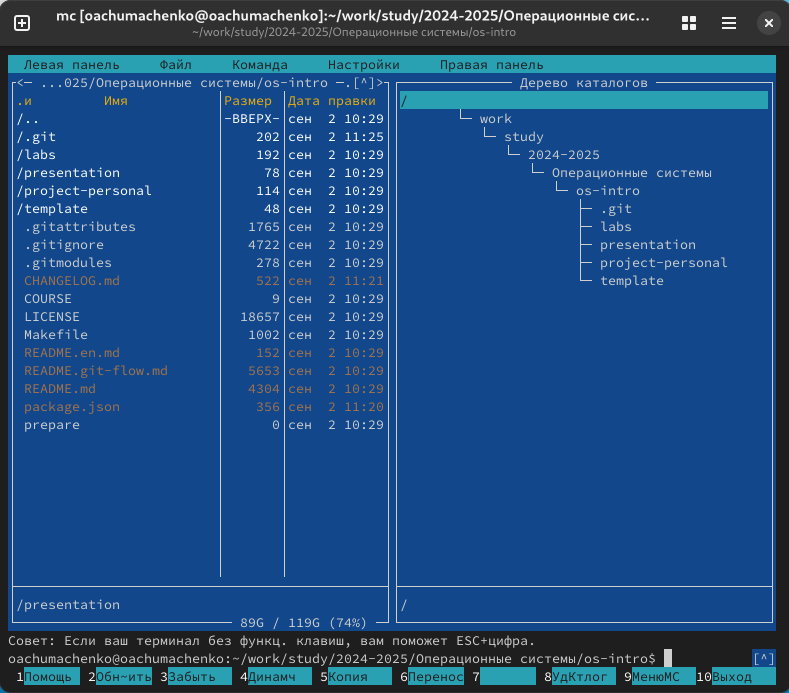 mc [oachumachenko@oachumachenko]:~/work/study/2024-2025/Операционные сис...
~/work/study/2024-2025/Операционные системы/os-intro
Левая панель Файл Команда Настройки Правая панель
<─ ...025/Операционные системы/os-intro ─.[^]>
.и Имя Размер Дата правки
/.. -ВВЕРХ- сен 2 10:29
/.git 202 сен 2 11:25
/labs 192 сен 2 10:29
/presentation 78 сен 2 10:29
/project-personal 114 сен 2 10:29
/template 48 сен 2 10:29
.gitattributes 1765 сен 2 10:29
.gitignore 4722 сен 2 10:29
.gitmodules 278 сен 2 10:29
CHANGELOG.md 522 сен 2 11:21
COURSE 9 сен 2 10:29
LICENSE 18657 сен 2 10:29
Makefile 1002 сен 2 10:29
README.en.md 152 сен 2 10:29
README.git-flow.md 5653 сен 2 10:29
README.md 4304 сен 2 10:29
package.json 356 сен 2 11:20
prepare 0 сен 2 10:29
/presentation
89G / 119G (74%)
Дерево каталогов
/
work
study
2024-2025
Операционные системы
os-intro
.git
labs
presentation
project-personal
template
/
Совет: Если ваш терминал без функц. клавиш, вам поможет ESC+цифра.
oachumachenko@oachumachenko:~/work/study/2024-2025/Операционные системы/os-intro$ [^]
1Помощь 2Обн~ить 3Забыть 4Динамч 5Копия 6Перенос 7 8УдКтлог 9МенюMC 10Выход